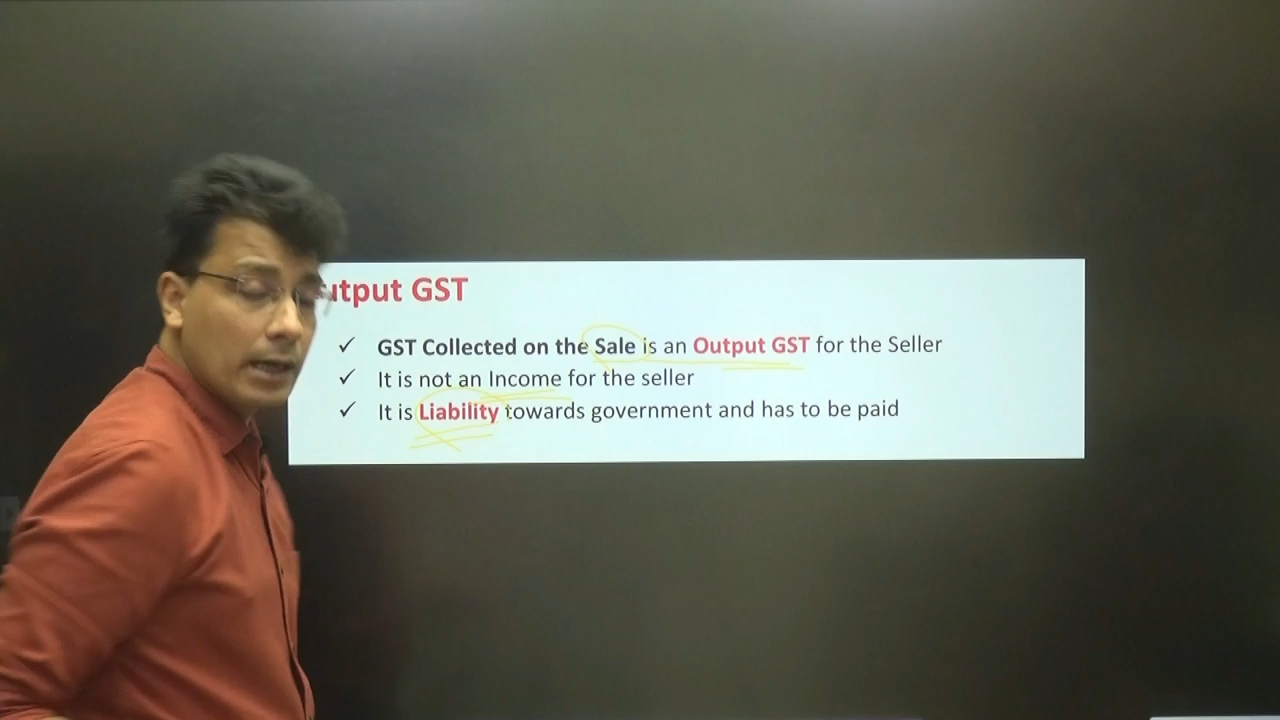 utput GST
✓ GST Collected on the Sale is an Output GST for the Seller
✓ It is not an Income for the seller
✓ It is Liability towards government and has to be paid